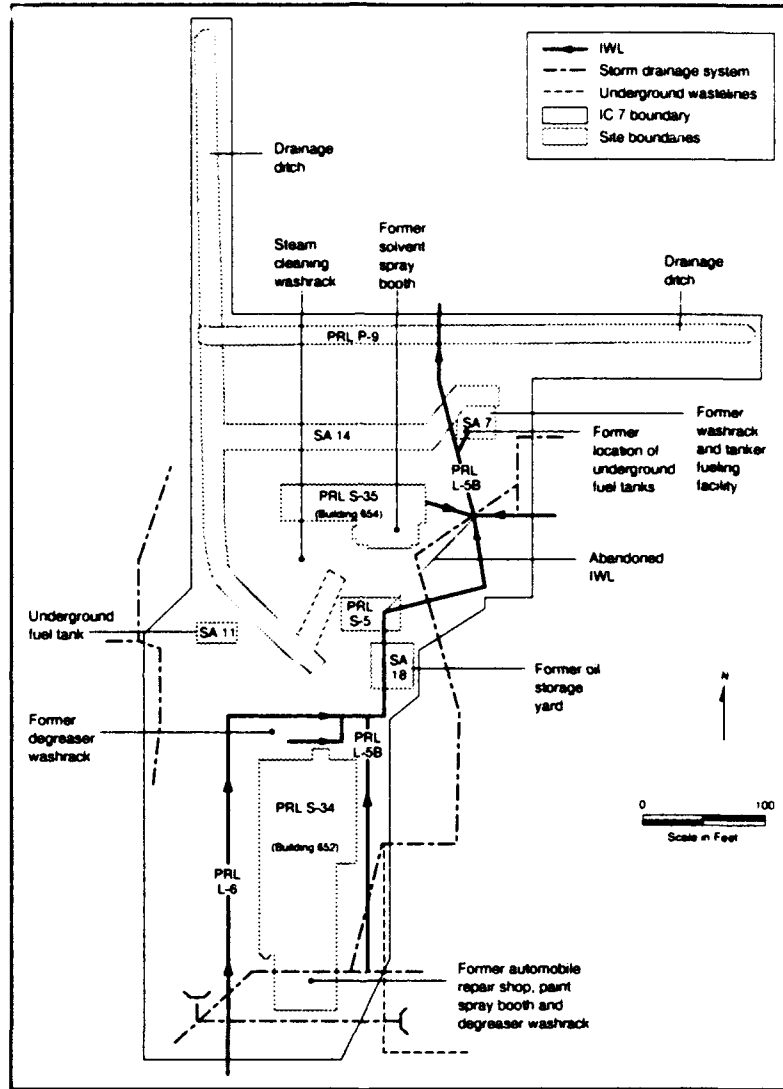 IWL
Storm drainage system
Underground wastelines
IC 7 boundary
Site boundaries
Drainage
ditch
Former
solvent
spray
booth
Steam
cleaning
washrack
Drainage
ditch
PRL P-9
SA 7
SA 14
Former
location of
underground
fuel tanks
Former
washrack
and tanker
fueling
facility
PRL
L-5B
PRL S-35
(Building 654)
Abandoned
IWL
Underground
fuel tank
SA 11
PRL
S-5
SA
18
Former oil
storage
yard
N
Former
degreaser
washrack
PRL
L-5B
PRL S-34
(Building 652)
0 100
Scale in Feet
PRL
L-6
Former automobile
repair shop, paint
spray booth and
degreaser washrack